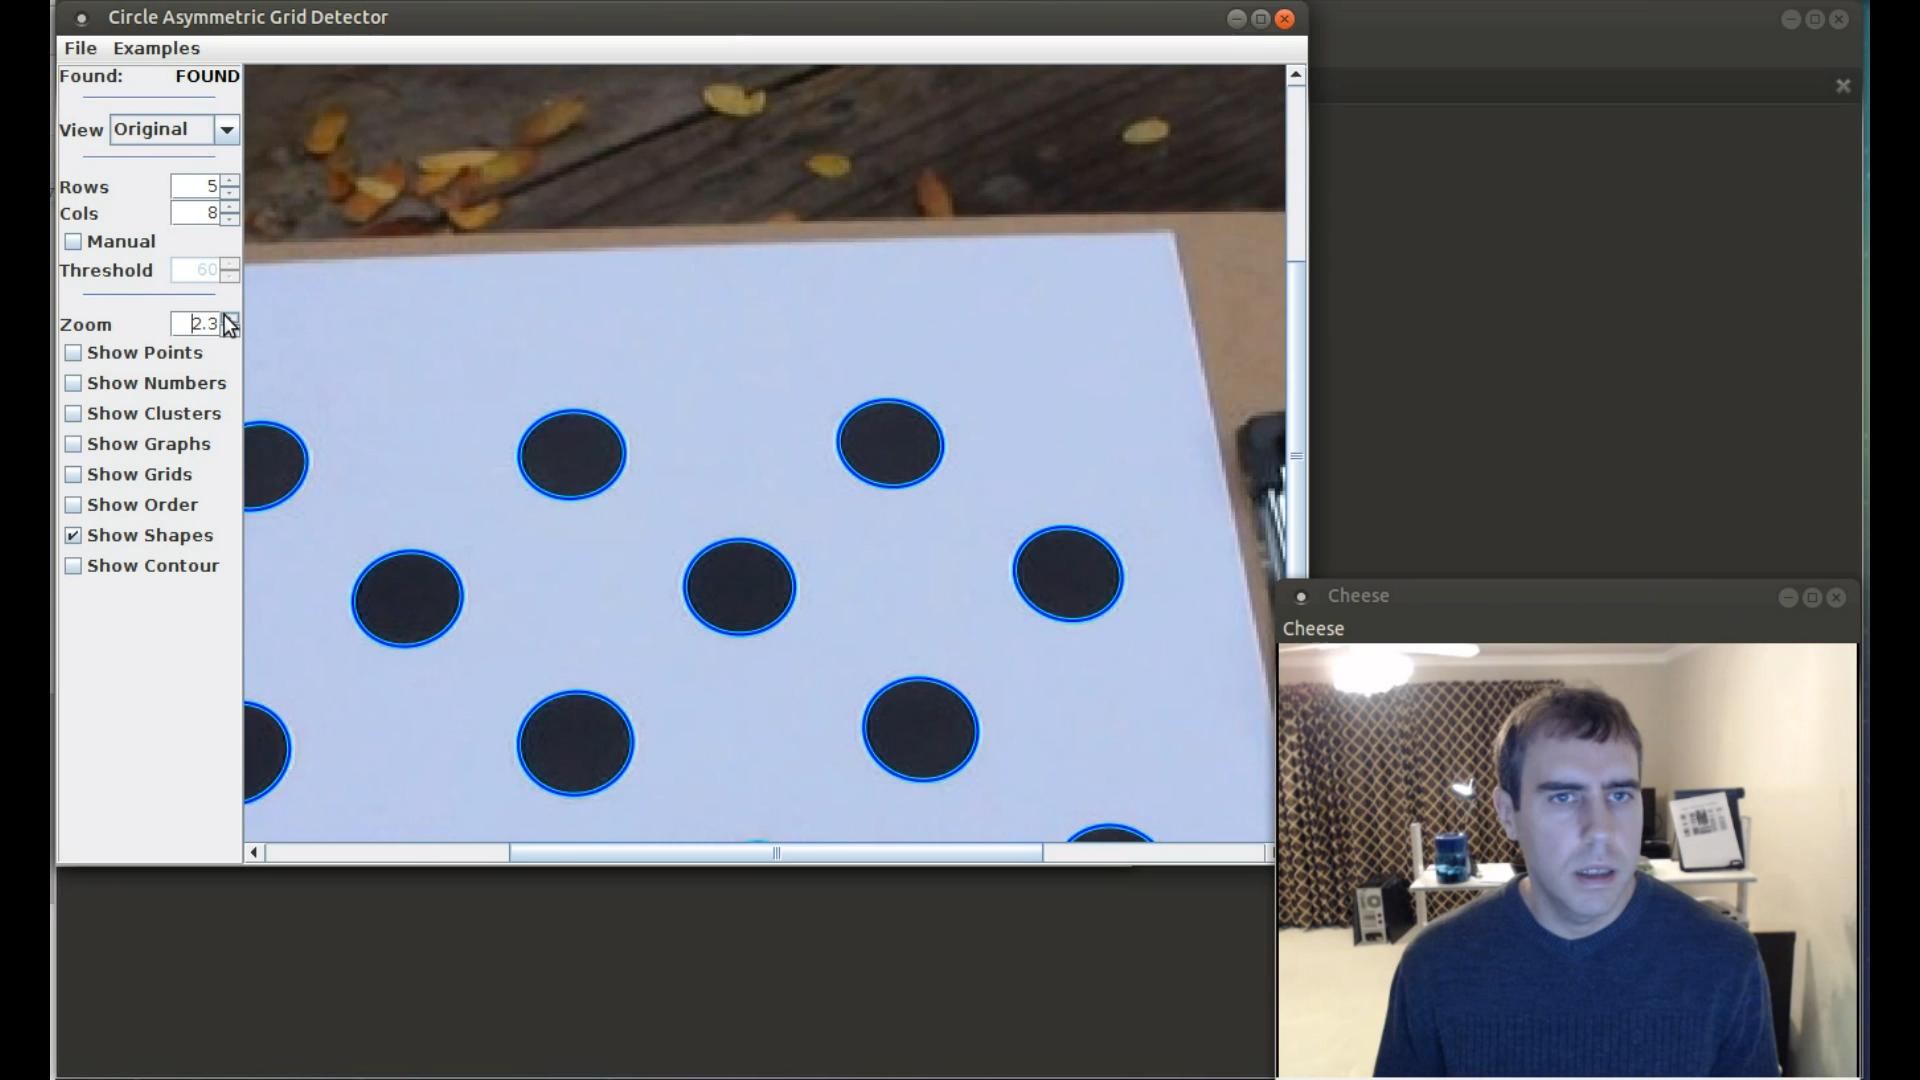 Circle Asymmetric Grid Detector
File Examples
Found: FOUND
View Original
Rows 5
Cols 8
Manual
Threshold 60
Zoom 2.3
Show Points
Show Numbers
Show Clusters
Show Graphs
Show Grids
Show Order
Show Shapes
Show Contour
Cheese
Cheese